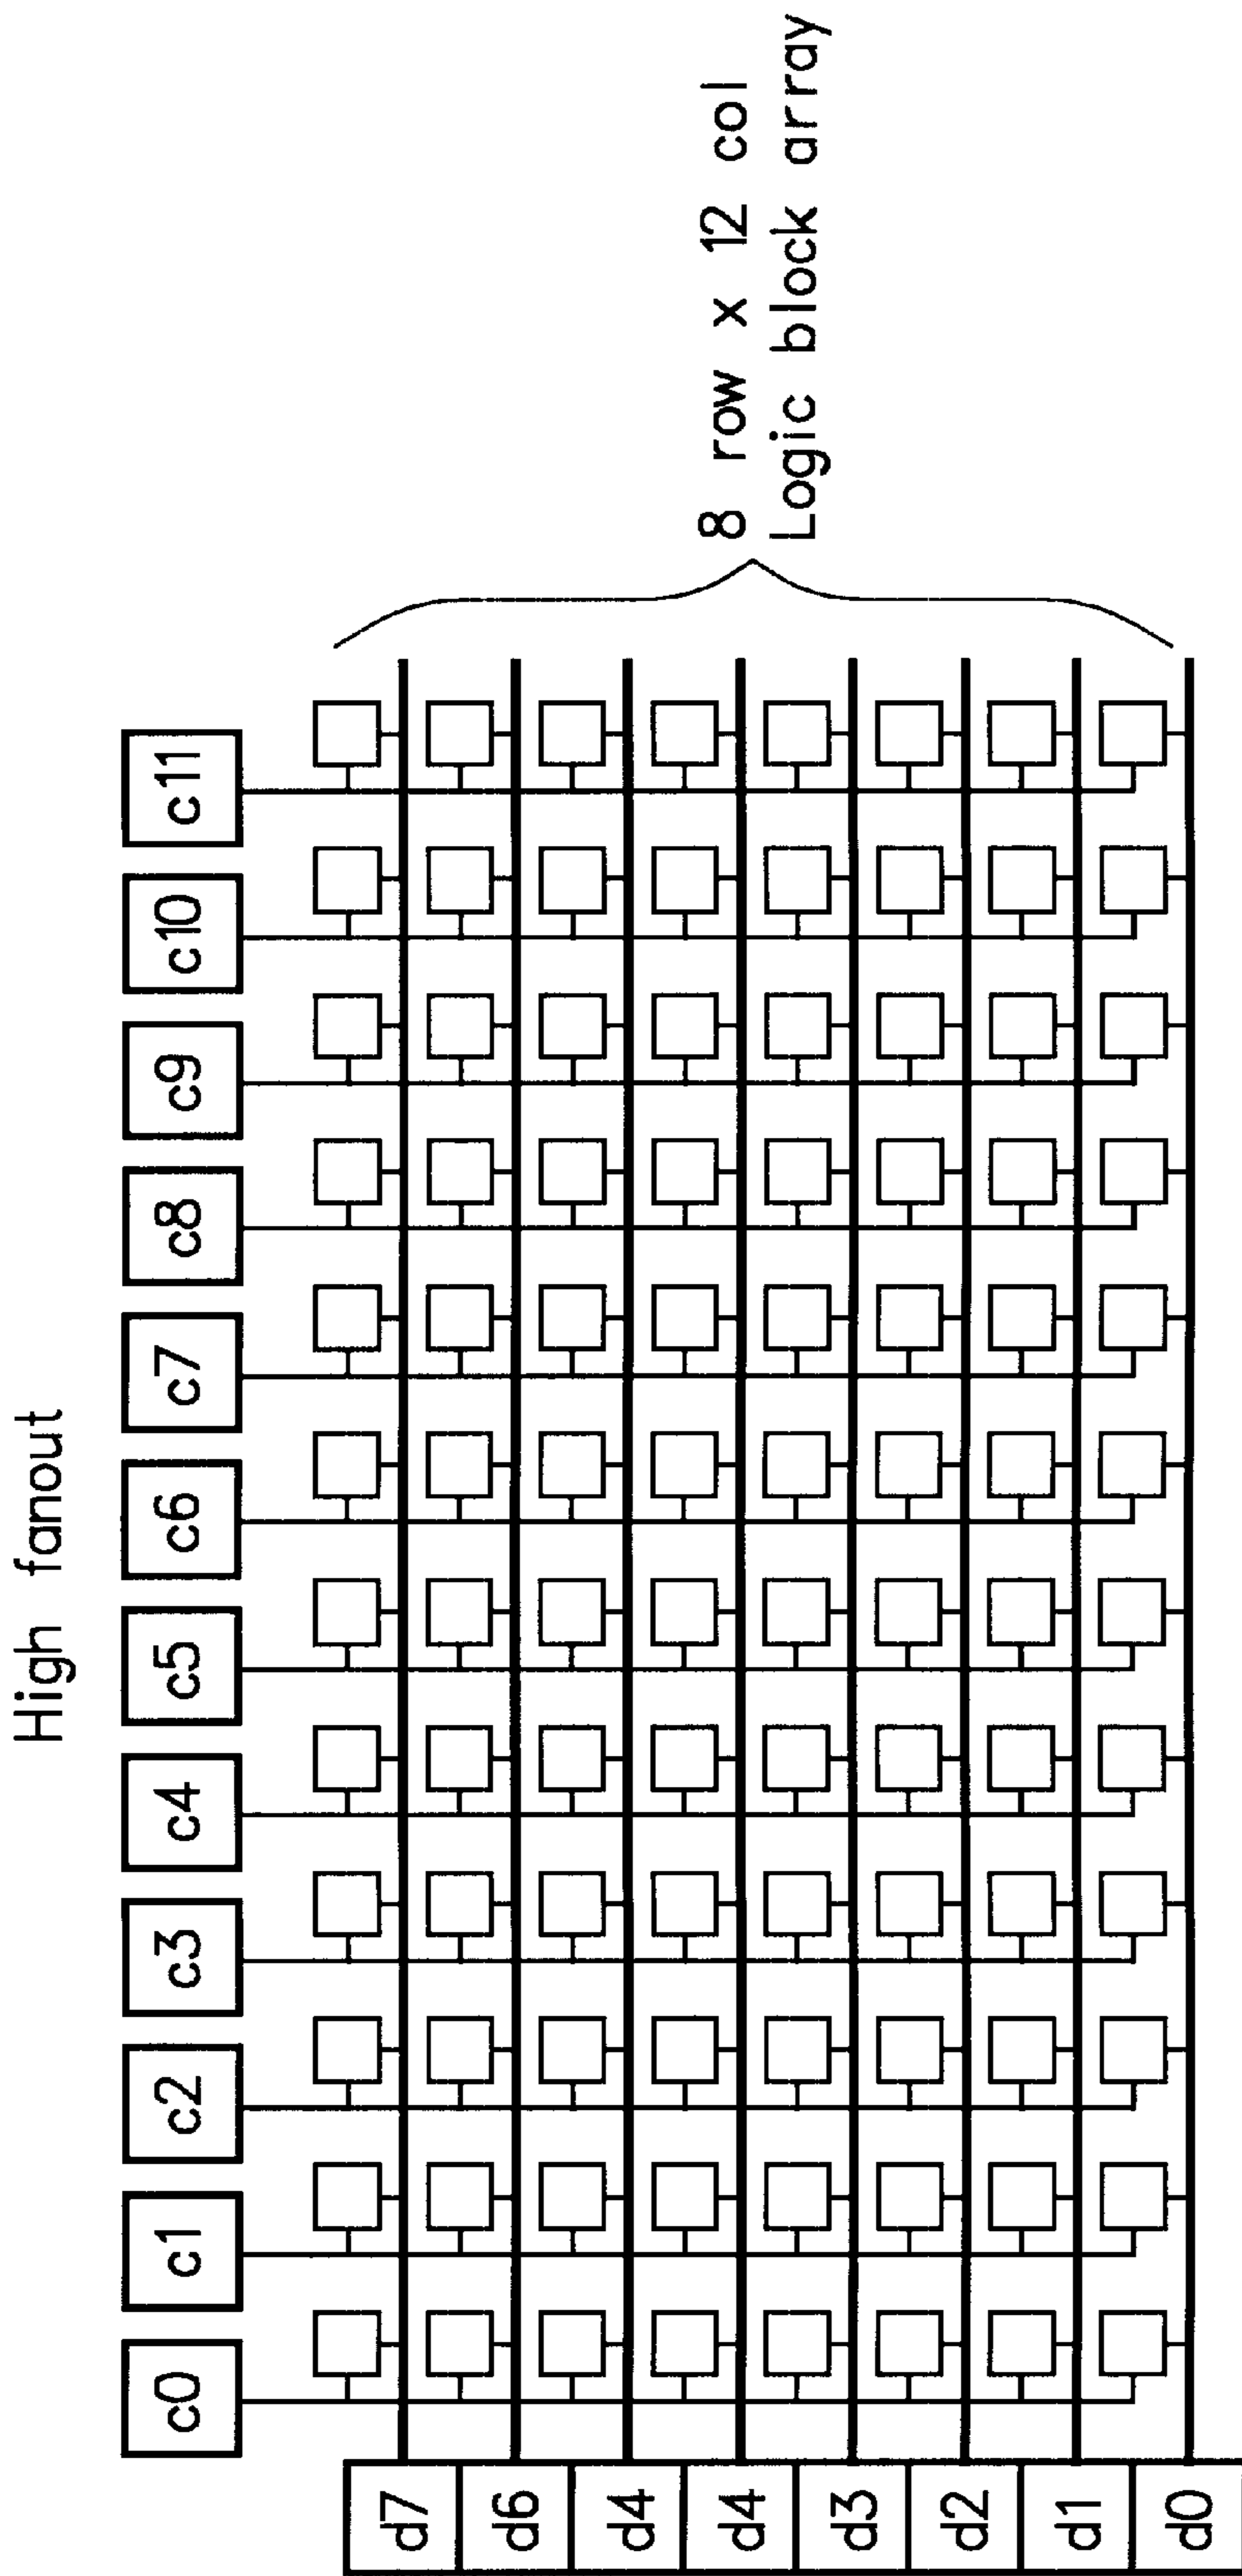 High fanout
c0
c1
c2
c3
c4
c5
c6
c7
c8
c9
c10
c11
d7
d6
d4
d4
d3
d2
d1
d0
8 row x 12 col
Logic block array